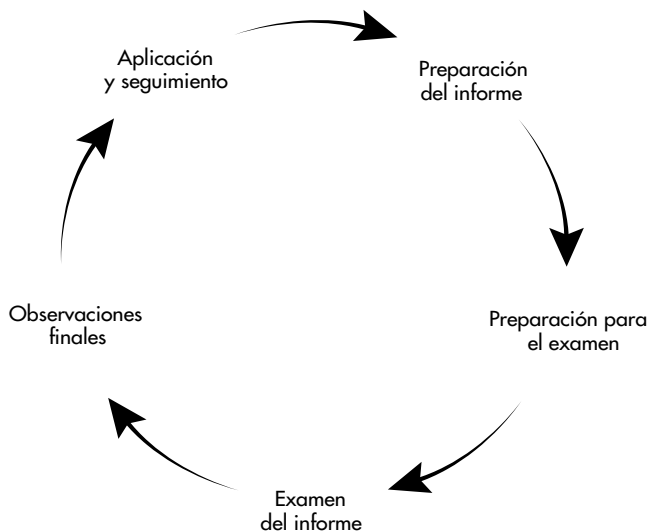 Aplicación
y seguimiento
Preparación
del informe
Observaciones
finales
Preparación para
el examen
Examen
del informe